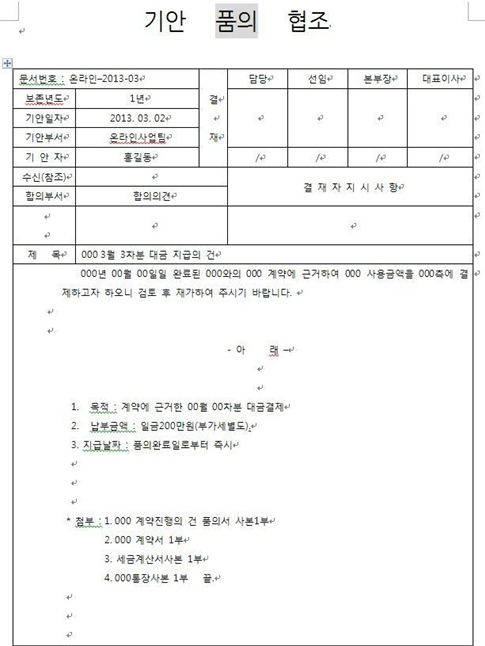 기안 품의 협조
문서번호 : 온라인–2013-03
결
재
담당 선임 본부장 대표이사
보존년도 1년
기안일자 2013. 03. 02
기안부서 온라인사업팀
기 안 자 홍길동 / / / /
수신(참조)
결 재 자 지 시 사 항
합의부서 합의의견
제 목 000 3월 3차분 대금 지급의 건
000년 00월 00일일 완료된 000와의 000 계약에 근거하여 000 사용금액을 000측에 결
제하고자 하오니 검토 후 재가하여 주시기 바랍니다.
- 아 래 –
1. 목적 : 계약에 근거한 00월 00차분 대금결제
2. 납부금액 : 일금200만원(부가세별도).
3. 지급날짜 : 품의완료일로부터 즉시
* 첨부 : 1. 000 계약진행의 건 품의서 사본1부
2. 000 계약서 1부
3. 세금계산서사본 1부
4. 000통장사본 1부 끝.